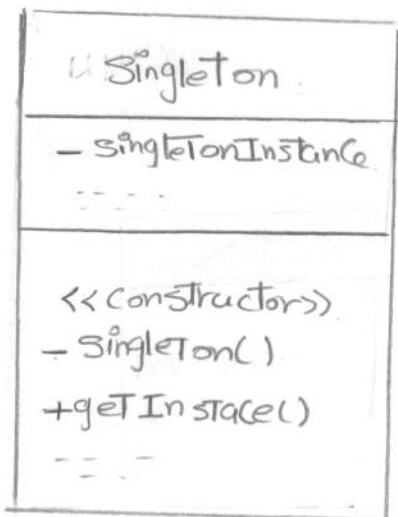 Singleton
- singletonInstance
<<constructor>>
- Singleton()
+getInstace()